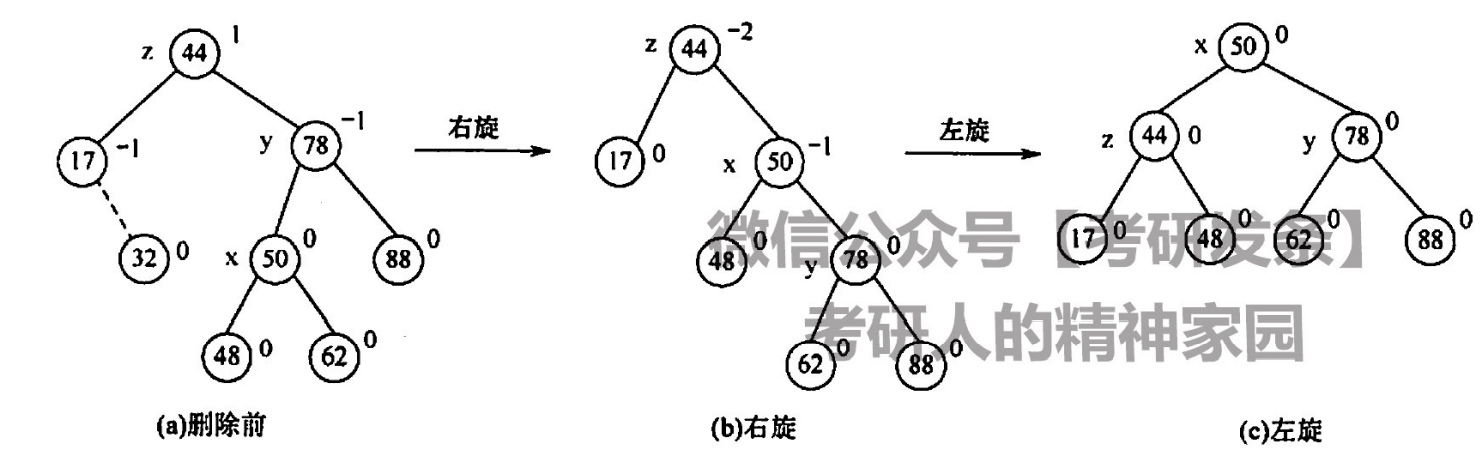 z 44 1 z 44 -2 x 50 0
17 -1 y 78 -1 右旋 17 0 x 50 -1 左旋 z 44 0 y 78 0
32 0 x 50 0 88 0 48 0 y 78 0 17 0 48 0 62 0 88 0
微信公众号【考研发条】
48 0 62 0 62 0 88 0
考研人的精神家园
(a)删除前 (b)右旋 (c)左旋